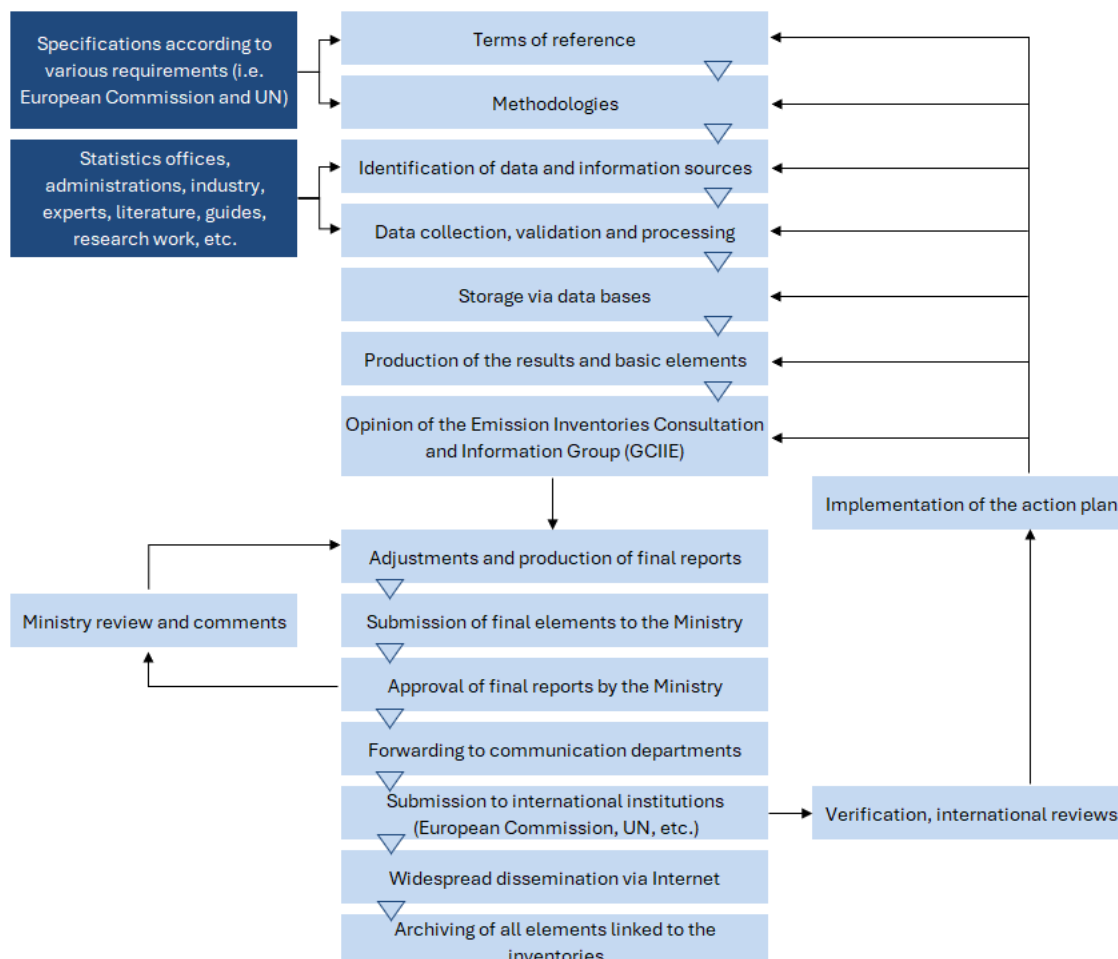 Specifications according to
various requirements (i.e.
European Commission and UN)
Terms of reference
Methodologies
Statistics offices,
administrations, industry,
experts, literature, guides,
research work, etc.
Identification of data and information sources
Data collection, validation and processing
Storage via data bases
Production of the results and basic elements
Opinion of the Emission Inventories Consultation
and Information Group (GCIIE)
Implementation of the action plan
Adjustments and production of final reports
Ministry review and comments
Submission of final elements to the Ministry
Approval of final reports by the Ministry
Forwarding to communication departments
Submission to international institutions
(European Commission, UN, etc.)
Verification, international reviews
Widespread dissemination via Internet
Archiving of all elements linked to the
inventories